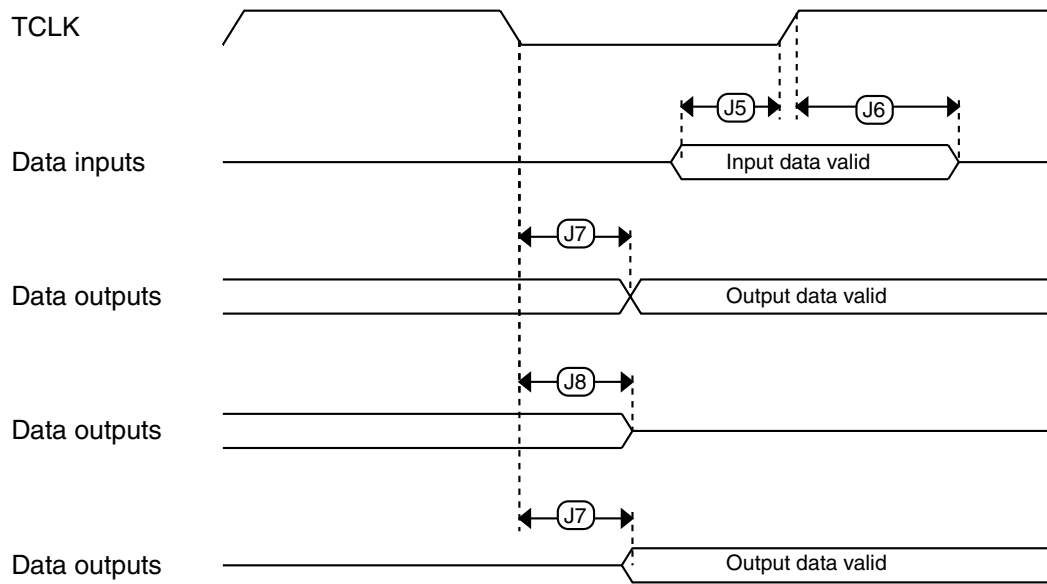 TCLK
J5
J6
Data inputs
Input data valid
J7
Data outputs
Output data valid
J8
Data outputs
J7
Data outputs
Output data valid